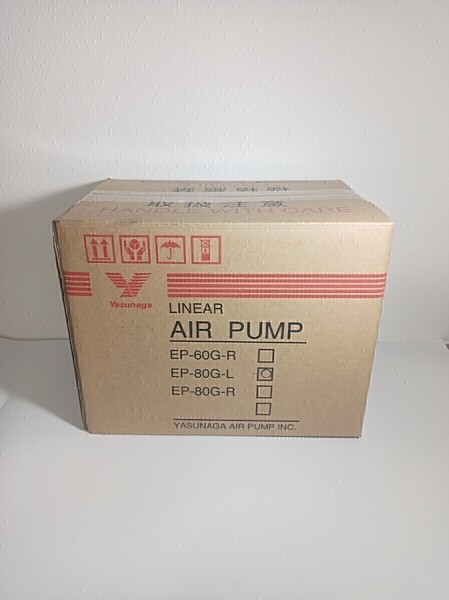 取扱注意
HANDLE WITH CARE
Yasunaga
LINEAR
AIR PUMP
EP-60G-R
EP-80G-L
EP-80G-R
YASUNAGA AIR PUMP INC.